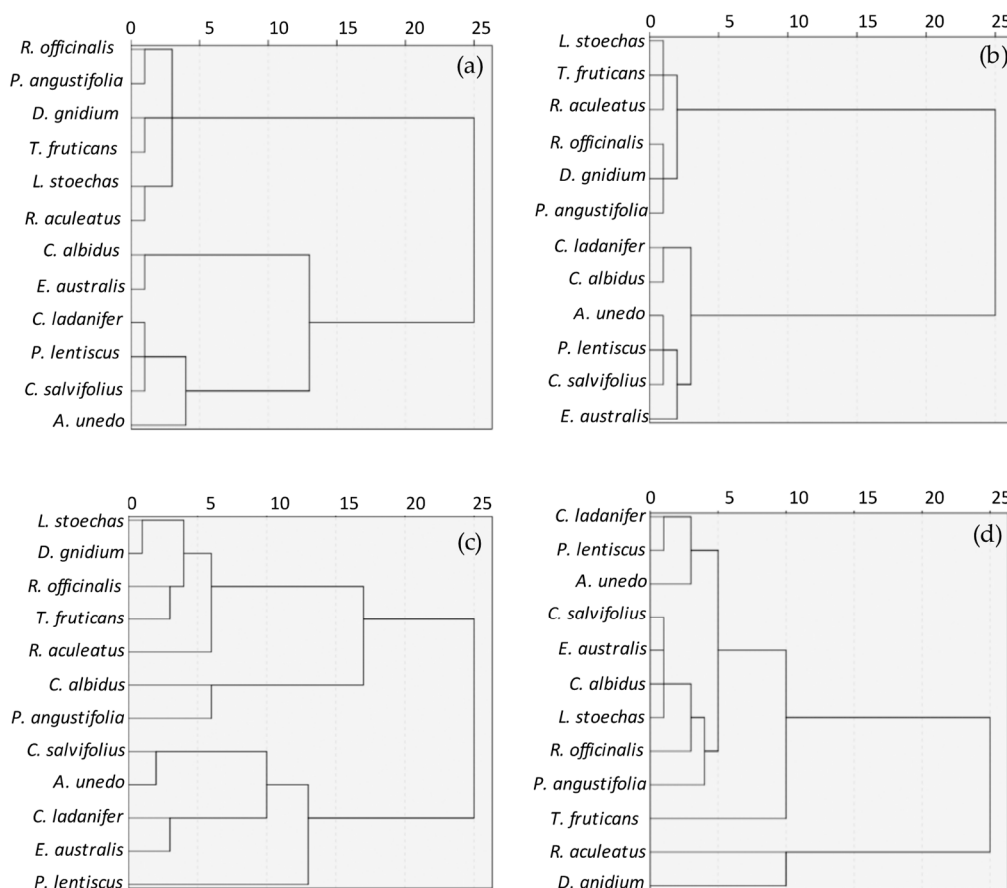 0 5 10 15 20 25
R. officinalis
P. angustifolia
D. gnidium
T. fruticans
L. stoechas
R. aculeatus
C. albidus
E. australis
C. ladanifer
P. lentiscus
C. salvifolius
A. unedo
(a)
0 5 10 15 20 25
L. stoechas
T. fruticans
R. aculeatus
R. officinalis
D. gnidium
P. angustifolia
C. ladanifer
C. albidus
A. unedo
P. lentiscus
C. salvifolius
E. australis
(b)
0 5 10 15 20 25
L. stoechas
D. gnidium
R. officinalis
T. fruticans
R. aculeatus
C. albidus
P. angustifolia
C. salvifolius
A. unedo
C. ladanifer
E. australis
P. lentiscus
(c)
0 5 10 15 20 25
C. ladanifer
P. lentiscus
A. unedo
C. salvifolius
E. australis
C. albidus
L. stoechas
R. officinalis
P. angustifolia
T. fruticans
R. aculeatus
D. gnidium
(d)